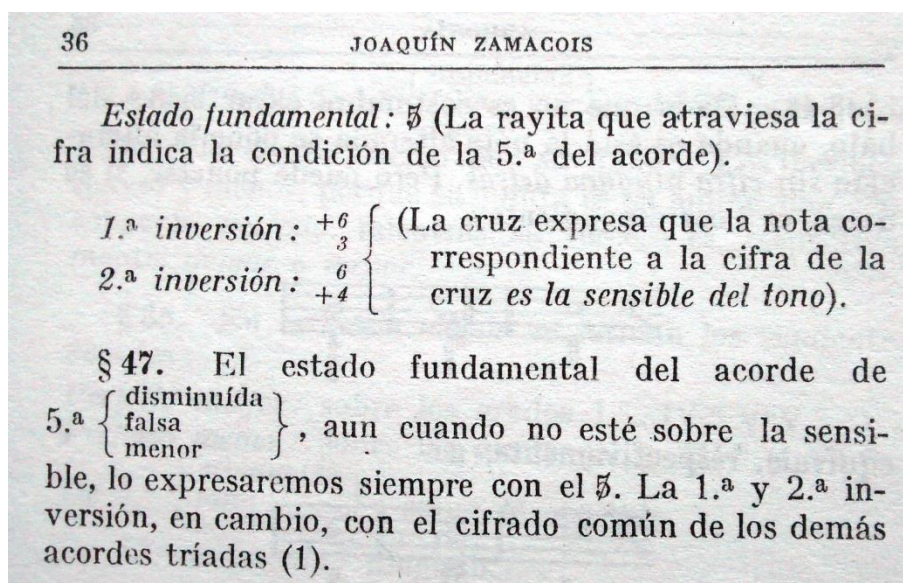 36 JOAQUÍN ZAMACOIS
Estado fundamental: 5̸ (La rayita que atraviesa la ci-
fra indica la condición de la 5.ª del acorde).
1.ª inversión: +6 3 { (La cruz expresa que la nota co-
rrespondiente a la cifra de la
2.ª inversión: 6 +4 cruz es la sensible del tono).
§ 47. El estado fundamental del acorde de
5.ª { disminuída
falsa
menor } , aun cuando no esté sobre la sensi-
ble, lo expresaremos siempre con el 5̸. La 1.ª y 2.ª in-
versión, en cambio, con el cifrado común de los demás
acordes tríadas (1).